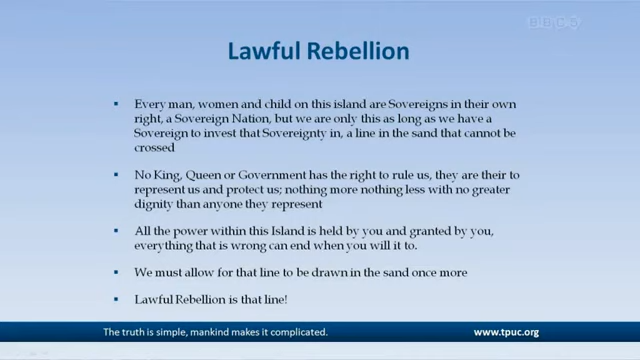 BBC 5
Lawful Rebellion
Every man, women and child on this island are Sovereigns in their own
right, a Sovereign Nation, but we are only this as long as we have a
Sovereign to invest that Sovereignty in, a line in the sand that cannot be
crossed
No King, Queen or Government has the right to rule us, they are their to
represent us and protect us; nothing more nothing less with no greater
dignity than anyone they represent
All the power within this Island is held by you and granted by you,
everything that is wrong can end when you will it to.
We must allow for that line to be drawn in the sand once more
Lawful Rebellion is that line!
The truth is simple, mankind makes it complicated.
www.tpuc.org